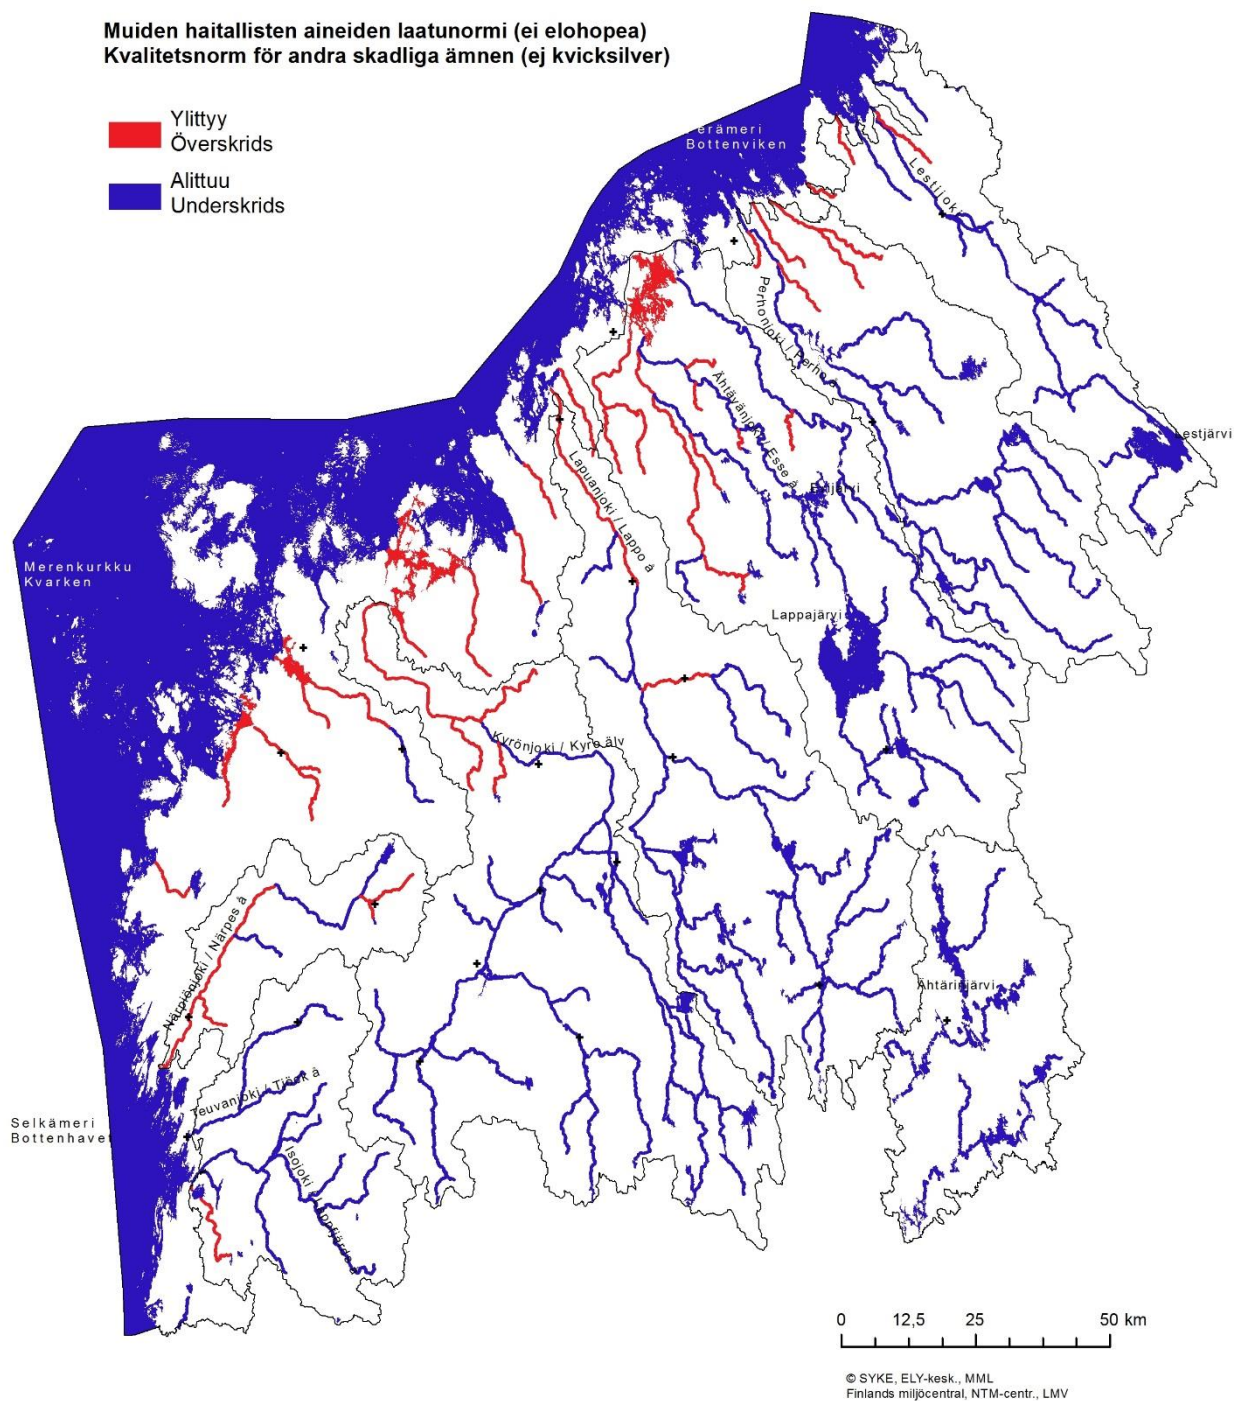 Muiden haitallisten aineiden laatunormi (ei elohopea)
Kvalitetsnorm för andra skadliga ämnen (ej kvicksilver)
Ylittyy
Överskrids
Alittuu
Underskrids
Perämeri
Bottenviken
Lestijoki
Perhonjoki / Perho å
Ähtävänjoki / Esse å
Lestjärvi
Lapuanjoki / Lappo å
Merenkurkku
Kvarken
Lappajärvi
Kyrönjoki / Kyro älv
Närpiönjoki / Närpes å
Ähtärinjärvi
Teuvanjoki / Tjöck å
Selkämeri
Bottenhavet
Isojoki
0 12,5 25 50 km
© SYKE, ELY-kesk., MML
Finlands miljöcentral, NTM-centr., LMV